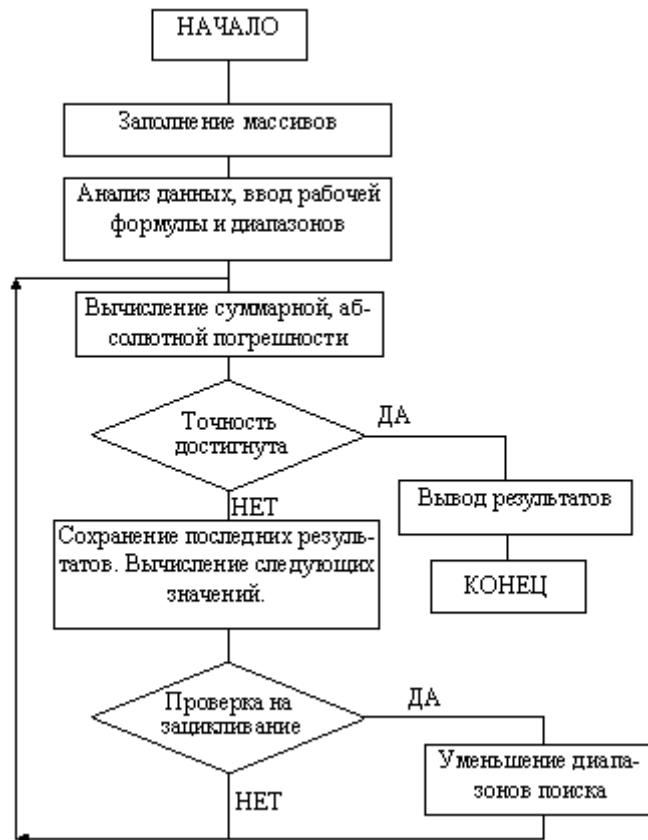 НАЧАЛО
Заполнение массивов
Анализ данных, ввод рабочей
формулы и диапазонов
Вычисление суммарной, аб-
солютной погрешности
Точность
достигнута
ДА
Вывод результатов
КОНЕЦ
НЕТ
Сохранение последних резуль-
татов. Вычисление следующих
значений.
Проверка на
зацикливание
ДА
Уменьшение диапа-
зонов поиска
НЕТ